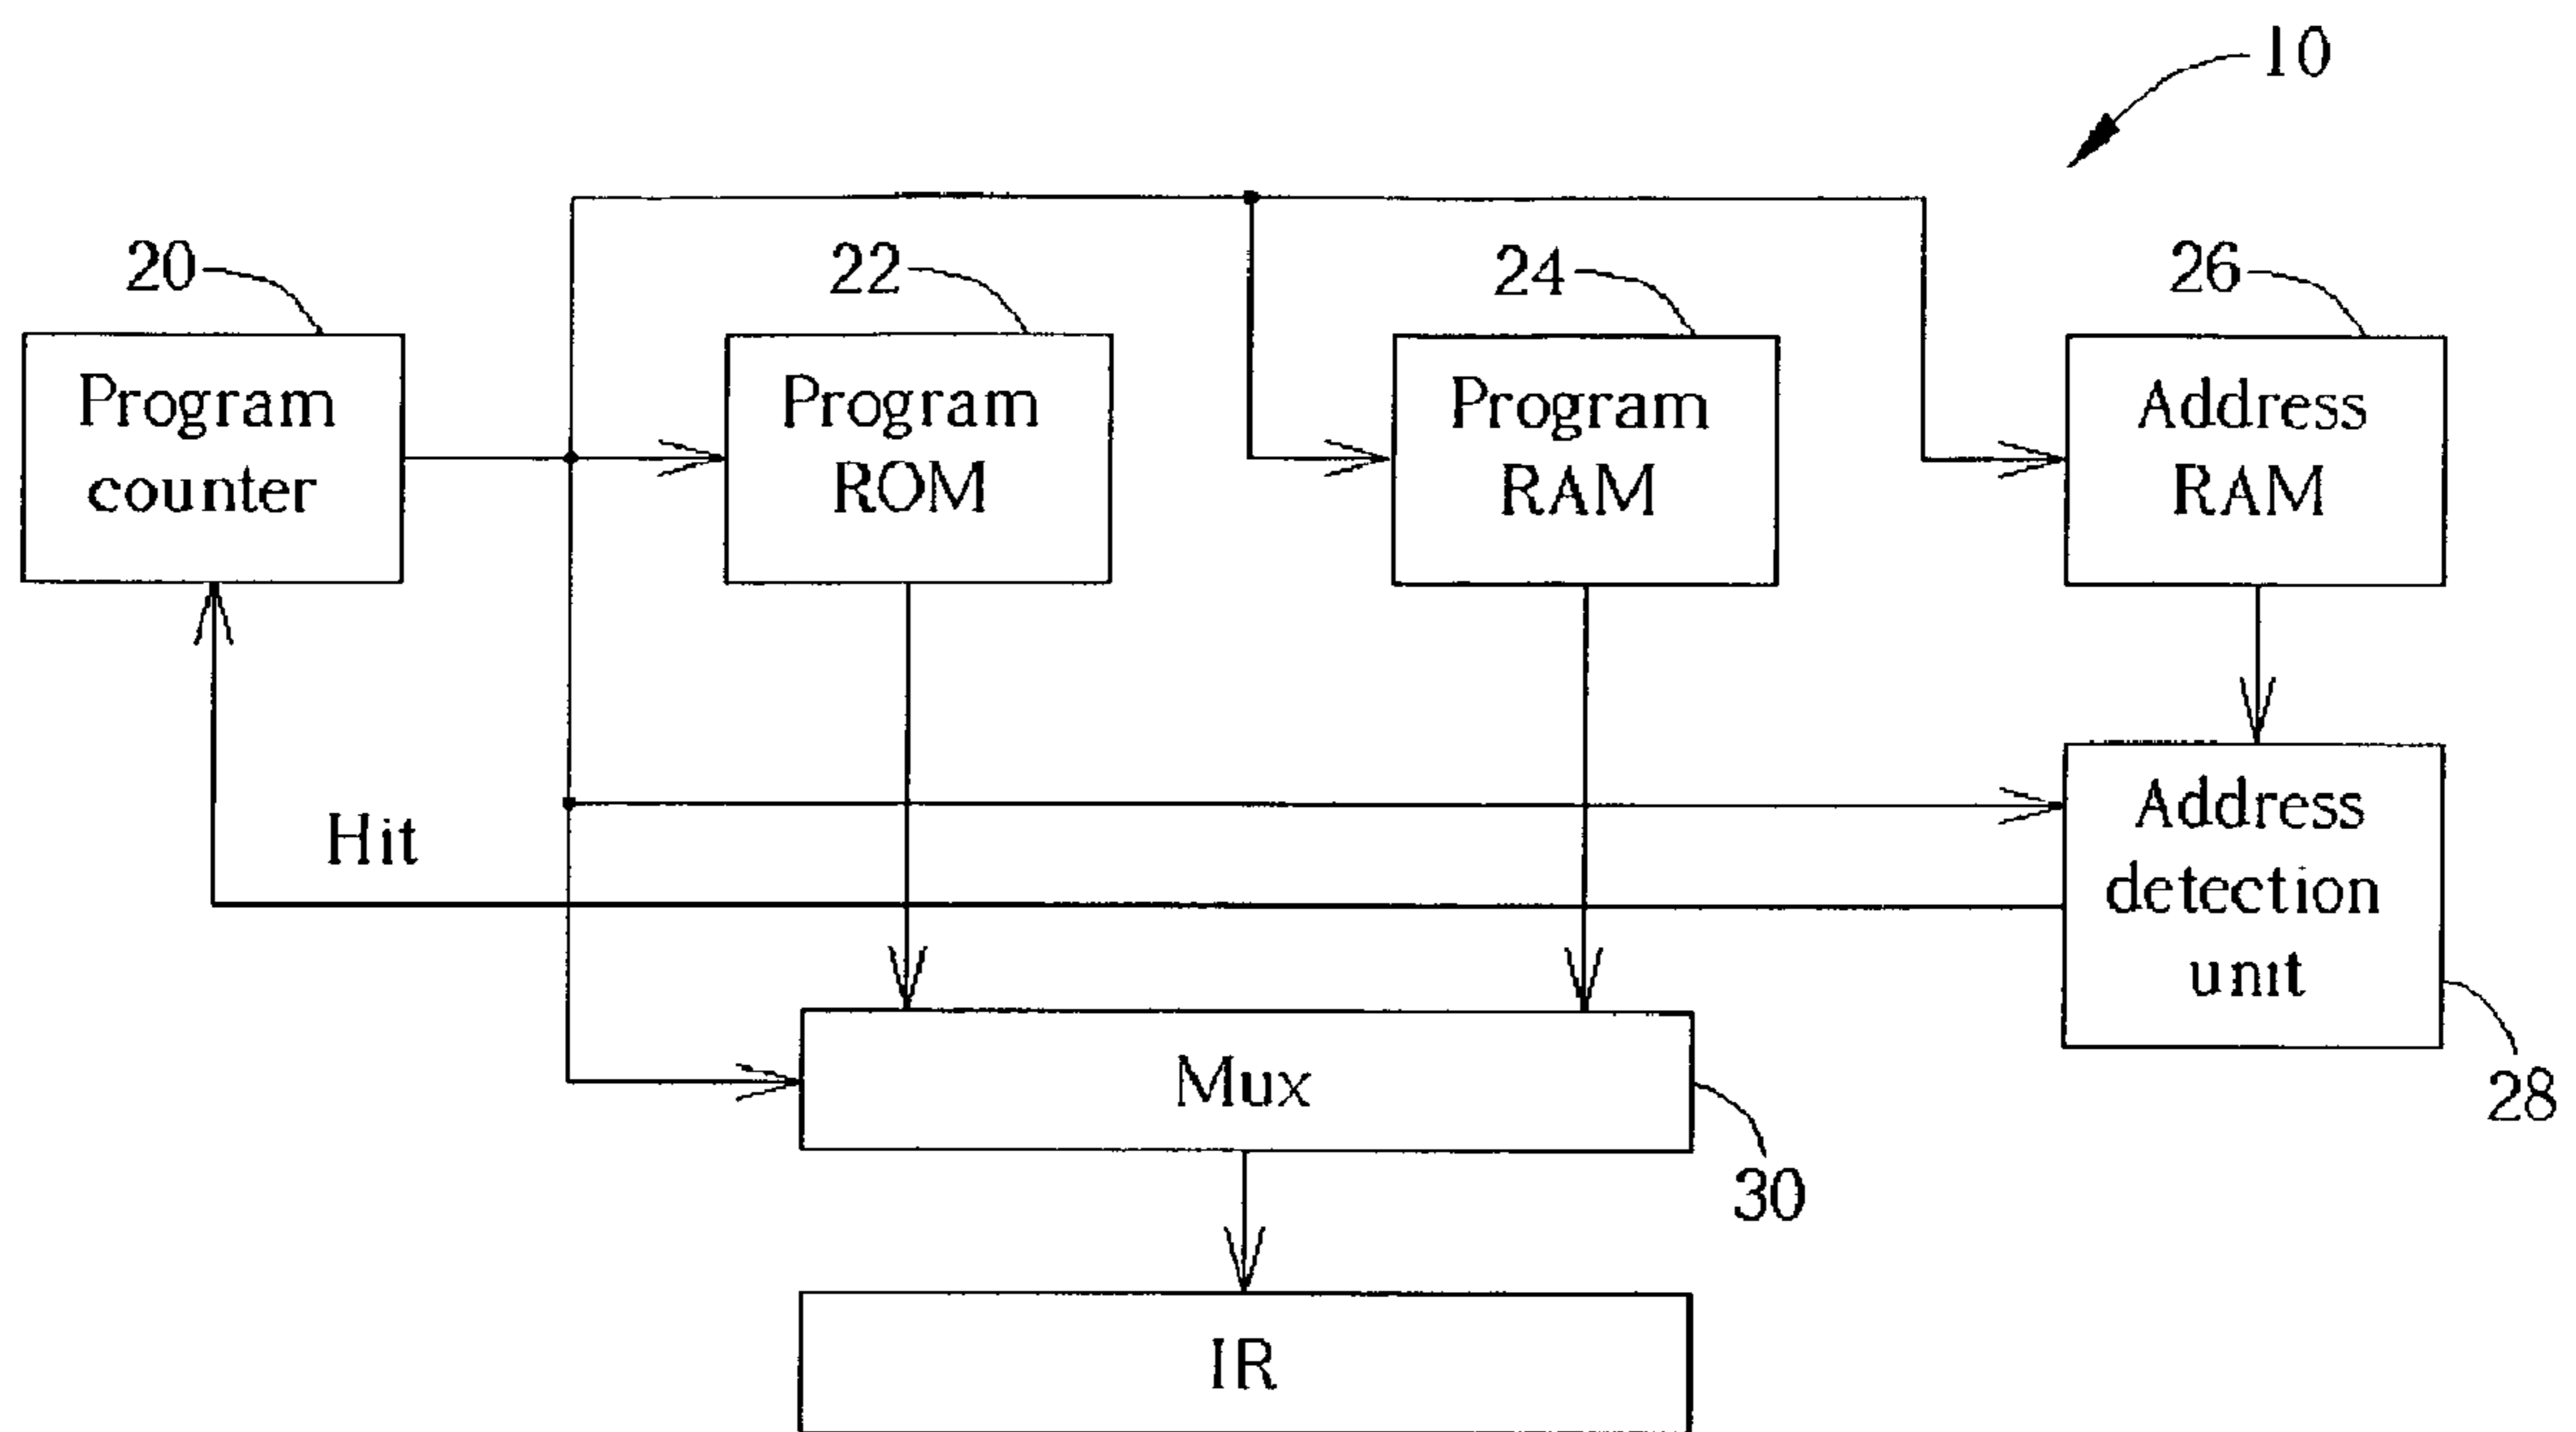 10
20
22
24
26
Program
counter
Program
ROM
Program
RAM
Address
RAM
Hit
Address
detection
unit
28
Mux
30
IR